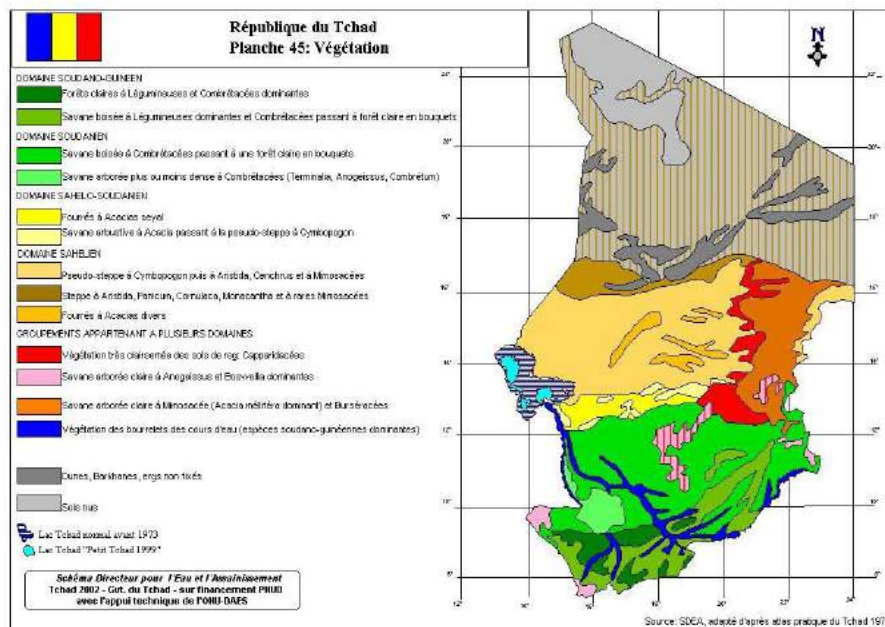 République du Tchad
Planche 45: Végétation
N
DOMAINE SOUDANO-GUINEEN
Forêts claires à Légumineuses et Combrétacées dominantes
Savane boisée à Légumineuses dominantes et Combrétacées passant à forêt claire en bouquets
DOMAINE SOUDANIEN
Savane boisée à Combrétacées passant à une forêt claire en bouquets
Savane arborée plus ou moins dense à Combrétacées (Terminalia, Anogeissus, Combrétum)
DOMAINE SAHELO-SOUDANIEN
Fourrés à Acacias seyal
Savane arbustive à Acacia passant à la pseudo-steppe à Cymbopogon
DOMAINE SAHELIEN
Pseudo-steppe à Cymbopogon puis à Aristida, Cenchrus et à Mimosacées
Steppe à Aristida, Panicun, Cornulaca, Monacantha et à rares Mimosacées
Fourrés à Acacias divers
GROUPEMENTS APPARTENANT A PLUSIEURS DOMAINES
Végétation très clairsemée des sols de reg: Capparidacées
Savane arborée claire à Anogeissus et Boswellia dominantes
Savane arborée claire à Mimosacée (Acacia mélifèra dominant) et Burséracées
Végétation des bourrelets des cours d'eau (espèces soudano-guinéennes dominantes)
Dunes, Barkhanes, ergs non fixés
Sols nus
Lac Tchad normal avant 1973
Lac Tchad "Petit Tchad 1999"
Schéma Directeur pour l'Eau et l'Assainissement
Tchad 2002 - Gvt. du Tchad - sur financement PNUD
avec l'appui technique de l'ONU-DAES
Source: SDEA, adapté d'après atlas pratique du Tchad 197